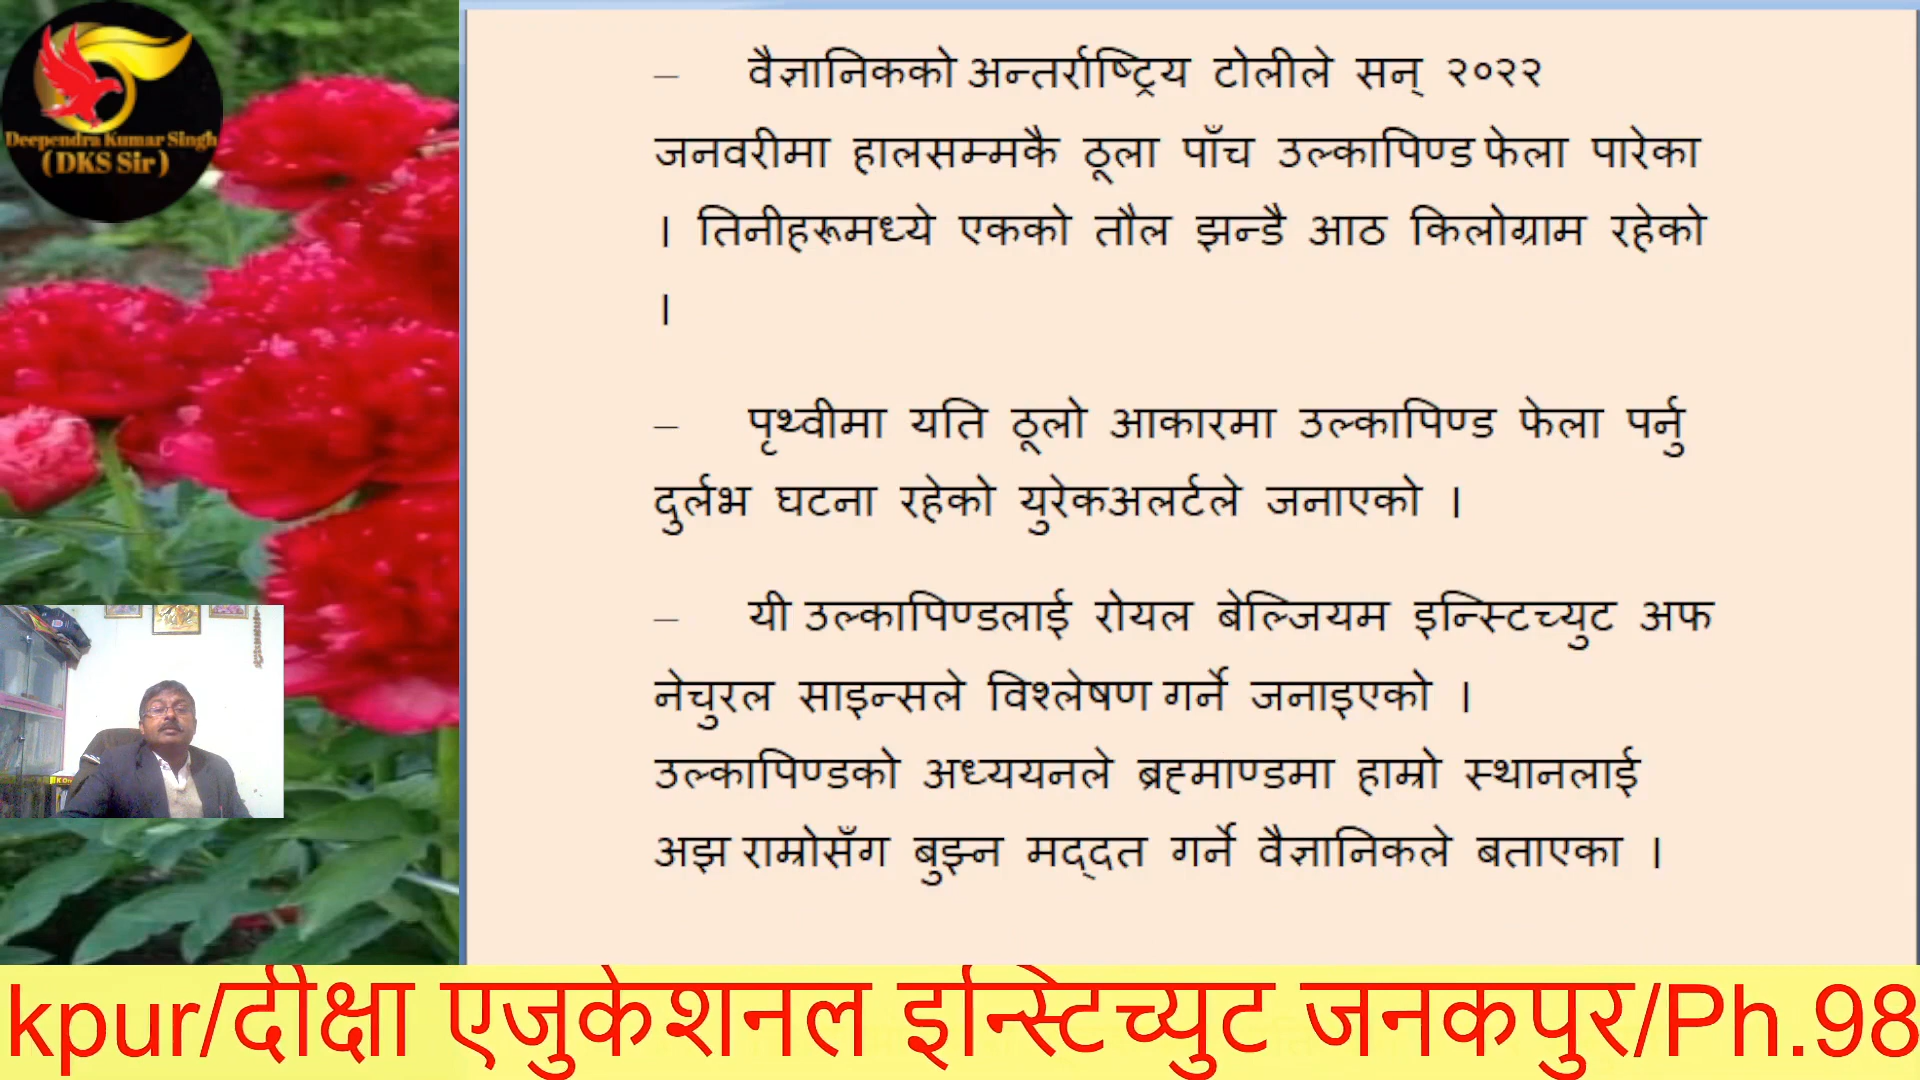 Deependra Kumar Singh
(DKS Sir)
– वैज्ञानिकको अन्तर्राष्ट्रिय टोलीले सन् २०२२
जनवरीमा हालसम्मकै ठूला पाँच उल्कापिण्ड फेला पारेका
। तिनीहरूमध्ये एकको तौल झन्डै आठ किलोग्राम रहेको
।
– पृथ्वीमा यति ठूलो आकारमा उल्कापिण्ड फेला पर्नु
दुर्लभ घटना रहेको युरेकअलर्टले जनाएको ।
– यी उल्कापिण्डलाई रोयल बेल्जियम इन्स्टिच्युट अफ
नेचुरल साइन्सले विश्लेषण गर्ने जनाइएको ।
उल्कापिण्डको अध्ययनले ब्रह्माण्डमा हाम्रो स्थानलाई
अझ राम्रोसँग बुझ्न मद्दत गर्ने वैज्ञानिकले बताएका ।
kpur/दीक्षा एजुकेशनल इन्स्टिच्युट जनकपुर/Ph.98